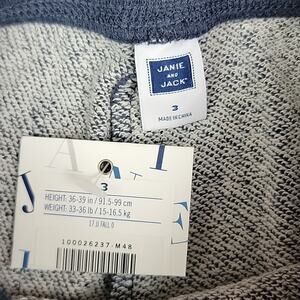 JANIE
AND
JACK
3
MADE IN CHINA
3
HEIGHT: 36-39 in / 91.5-99 cm
WEIGHT: 33-36 lb / 15-16.5 kg
17 JJ FALL 0
100026237-M48